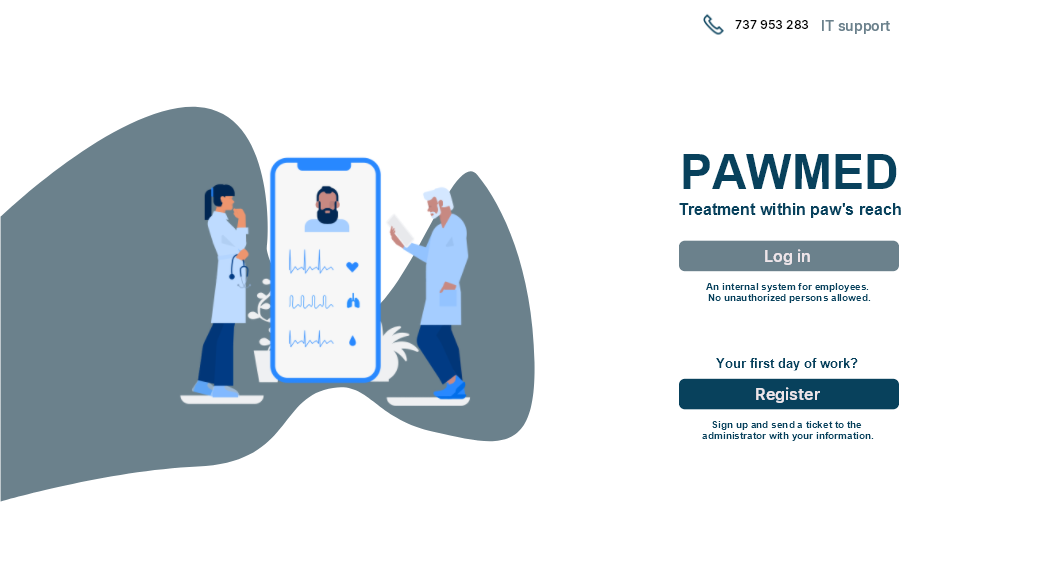 737 953 283 IT support
PAWMED
Treatment within paw's reach
Log in
An internal system for employees.
No unauthorized persons allowed.
Your first day of work?
Register
Sign up and send a ticket to the
administrator with your information.